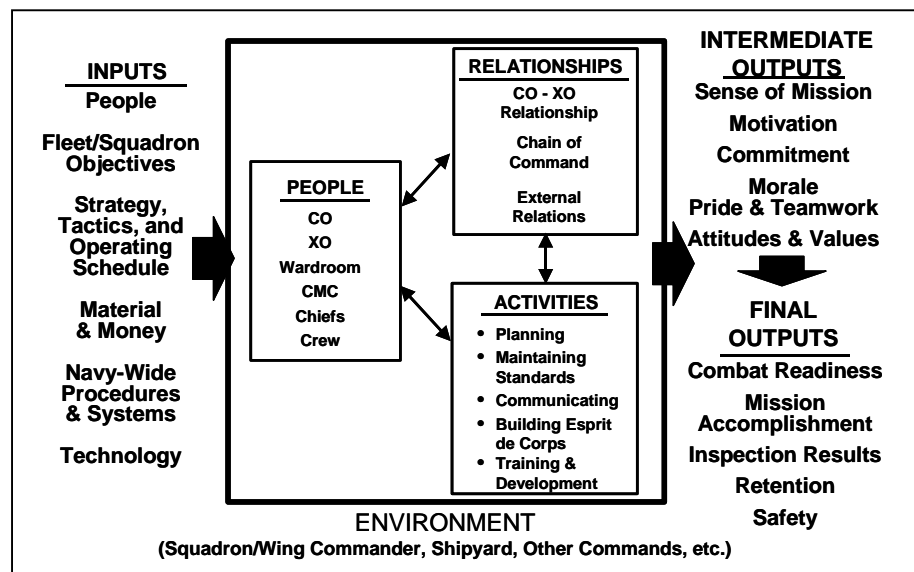 INPUTS
People
Fleet/Squadron
Objectives
Strategy,
Tactics, and
Operating
Schedule
Material
& Money
Navy-Wide
Procedures
& Systems
Technology
PEOPLE
CO
XO
Wardroom
CMC
Chiefs
Crew
RELATIONSHIPS
CO - XO
Relationship
Chain of
Command
External
Relations
ACTIVITIES
• Planning
• Maintaining
Standards
• Communicating
• Building Esprit
de Corps
• Training &
Development
INTERMEDIATE
OUTPUTS
Sense of Mission
Motivation
Commitment
Morale
Pride & Teamwork
Attitudes & Values
FINAL
OUTPUTS
Combat Readiness
Mission
Accomplishment
Inspection Results
Retention
Safety
ENVIRONMENT
(Squadron/Wing Commander, Shipyard, Other Commands, etc.)